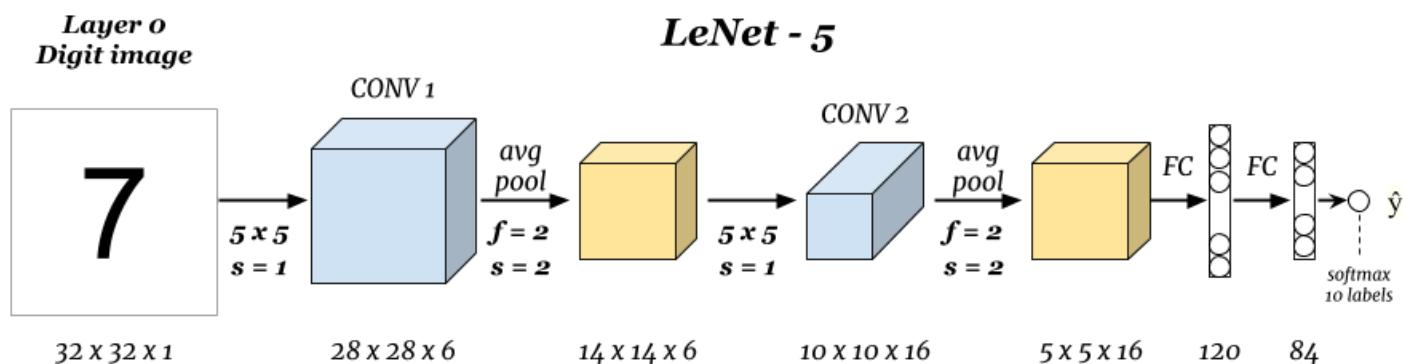 Layer 0
Digit image
LeNet - 5
7
CONV 1
CONV 2
avg
pool
avg
pool
FC
FC
5 x 5
s = 1
f = 2
s = 2
5 x 5
s = 1
f = 2
s = 2
ŷ
softmax
10 labels
32 x 32 x 1
28 x 28 x 6
14 x 14 x 6
10 x 10 x 16
5 x 5 x 16
120
84